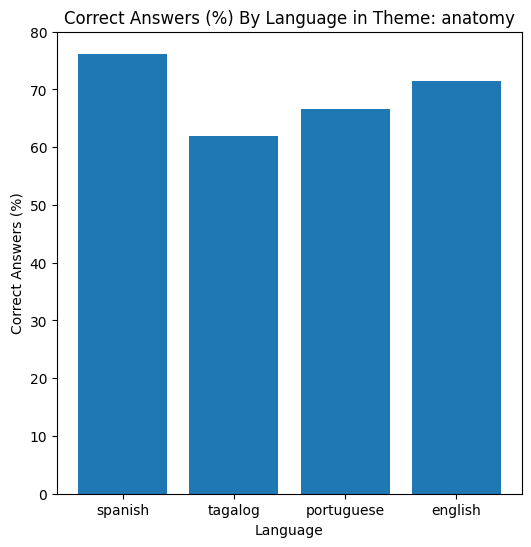 Correct Answers (%) By Language in Theme: anatomy
80
70
60
50
40
30
20
10
0
Correct Answers (%)
spanish tagalog portuguese english
Language